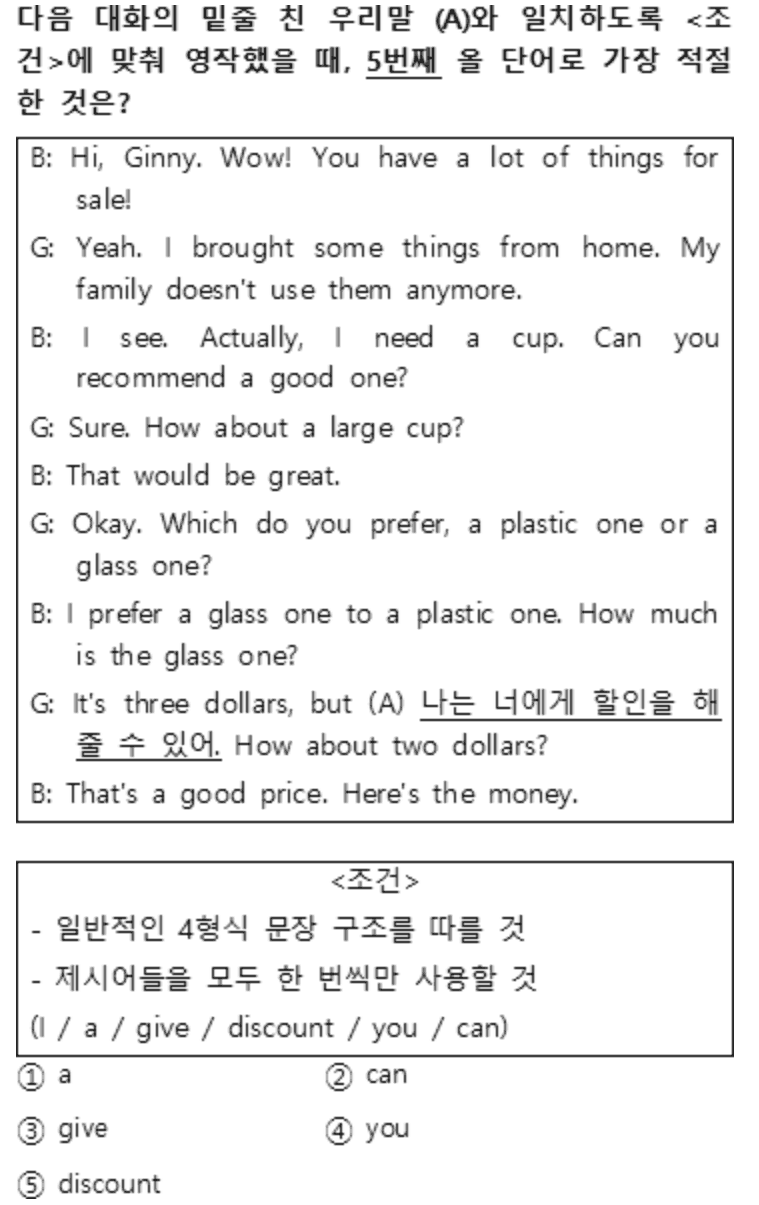 다음 대화의 밑줄 친 우리말 (A)와 일치하도록 <조
건>에 맞춰 영작했을 때, 5번째 올 단어로 가장 적절
한 것은?
B: Hi, Ginny. Wow! You have a lot of things for
sale!
G: Yeah. I brought some things from home. My
family doesn't use them anymore.
B: I see. Actually, I need a cup. Can you
recommend a good one?
G: Sure. How about a large cup?
B: That would be great.
G: Okay. Which do you prefer, a plastic one or a
glass one?
B: I prefer a glass one to a plastic one. How much
is the glass one?
G: It's three dollars, but (A) 나는 너에게 할인을 해
줄 수 있어. How about two dollars?
B: That's a good price. Here's the money.
<조건>
- 일반적인 4형식 문장 구조를 따를 것
- 제시어들을 모두 한 번씩만 사용할 것
(I / a / give / discount / you / can)
① a ② can
③ give ④ you
⑤ discount